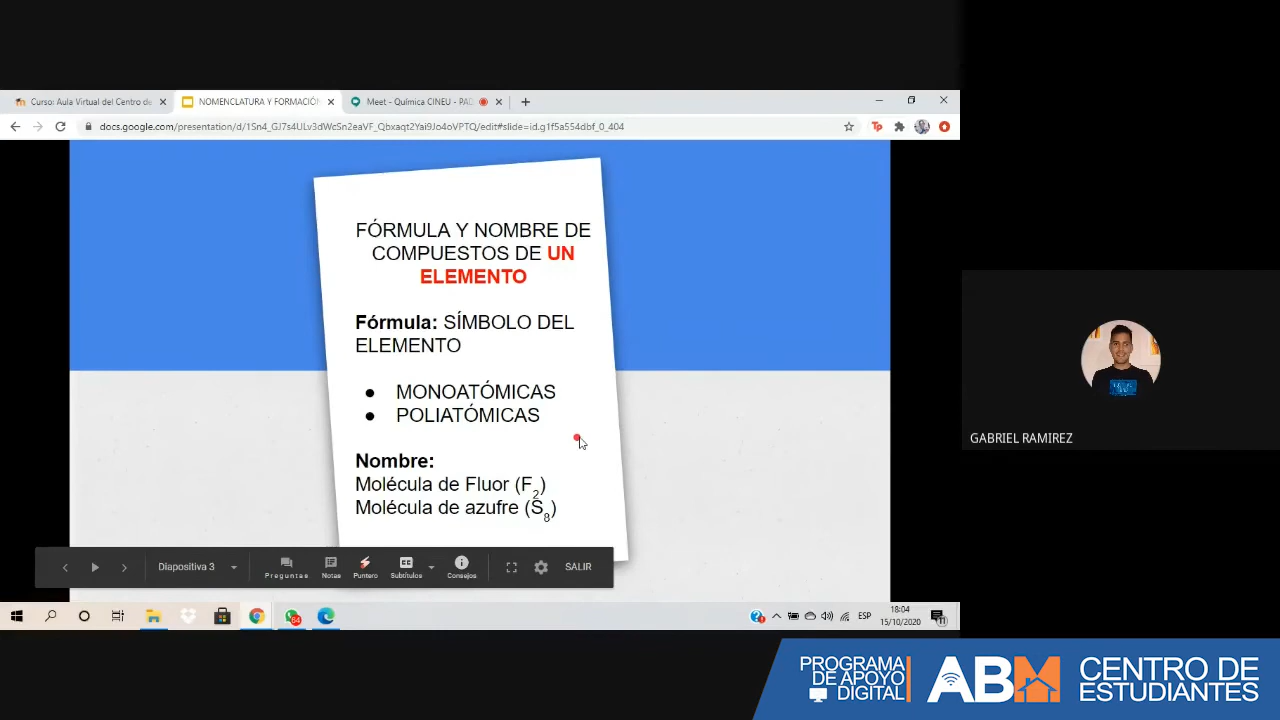 Curso: Aula Virtual del Centro de
NOMENCLATURA Y FORMACIÓN
Meet - Química CINEU - PAD
docs.google.com/presentation/d/1Sn4_GJ7s4ULv3dWcSn2eaVF_Qbxaqt2Yai9Jo4oVPTQ/edit#slide=id.g1f5a554dbf_0_404
FÓRMULA Y NOMBRE DE
COMPUESTOS DE UN
ELEMENTO
Fórmula: SÍMBOLO DEL
ELEMENTO
● MONOATÓMICAS
● POLIATÓMICAS
Nombre:
Molécula de Fluor (F2)
Molécula de azufre (S8)
Diapositiva 3
Preguntas
Notas
Puntero
Subtítulos
Consejos
SALIR
64
ESP
18:04
15/10/2020
11
GABRIEL RAMIREZ
PROGRAMA
DE APOYO
DIGITAL
ABM
CENTRO DE
ESTUDIANTES